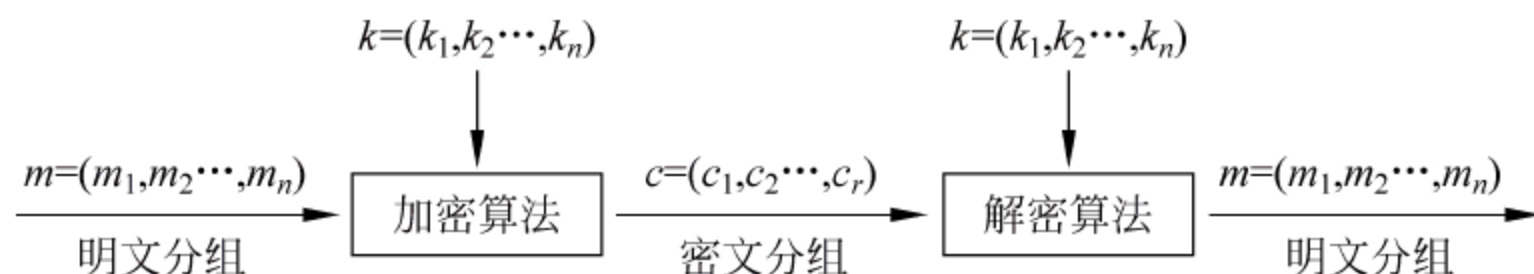 k=(k₁,k₂⋯,kₙ) k=(k₁,k₂⋯,kₙ)
m=(m₁,m₂⋯,mₙ) 加密算法 c=(c₁,c₂⋯,cᵣ) 解密算法 m=(m₁,m₂⋯,mₙ)
明文分组 密文分组 明文分组